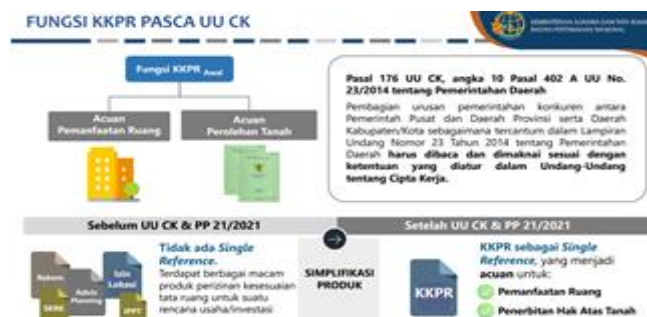 FUNGSI KKPR PASCA UU CK
KEMENTERIAN AGRARIA DAN TATA RUANG
BADAN PERTANAHAN NASIONAL
Fungsi KKPR Awal
Acuan
Pemanfaatan Ruang
Acuan
Perolehan Tanah
Pasal 176 UU CK, angka 10 Pasal 402 A UU No.
23/2014 tentang Pemerintahan Daerah
Pembagian urusan pemerintahan konkuren antara
Pemerintah Pusat dan Daerah Provinsi serta Daerah
Kabupaten/Kota sebagaimana tercantum dalam Lampiran
Undang Nomor 23 Tahun 2014 tentang Pemerintahan
Daerah harus dibaca dan dimaknai sesuai dengan
ketentuan yang diatur dalam Undang-Undang
tentang Cipta Kerja.
Sebelum UU CK & PP 21/2021
Setelah UU CK & PP 21/2021
Rekom
Advis
Planning
Izin
Lokasi
SKRK
IPPT
Tidak ada Single
Reference.
Terdapat berbagai macam
produk perizinan kesesuaian
tata ruang untuk suatu
rencana usaha/investasi
SIMPLIFIKASI
PRODUK
KKPR
KKPR sebagai Single
Reference, yang menjadi
acuan untuk:
Pemanfaatan Ruang
Penerbitan Hak Atas Tanah